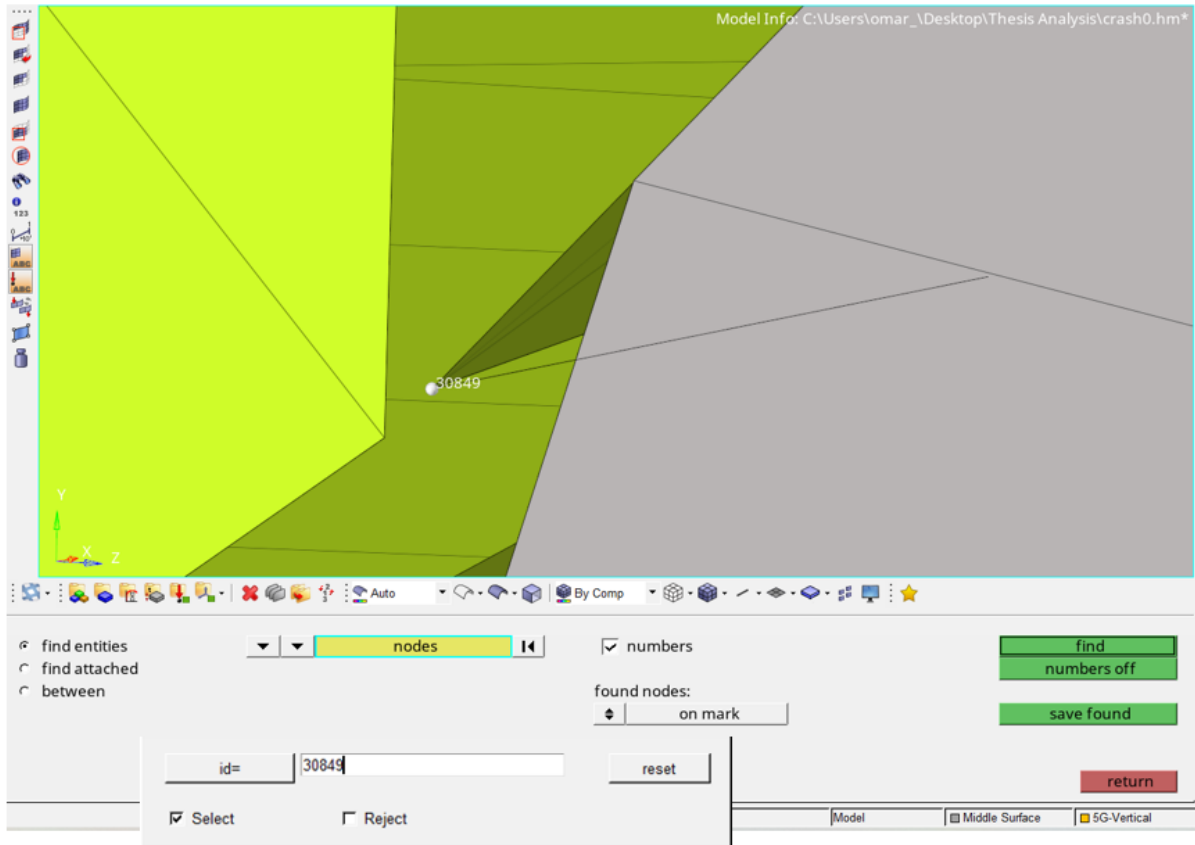 Model Info: C:\Users\omar_\Desktop\Thesis Analysis\crash0.hm*
123
ABC
ABC
30849
Y
X Z
Auto By Comp
find entities nodes numbers find
find attached numbers off
between found nodes:
on mark save found
id= 30849 reset
return
Select Reject Model Middle Surface 5G-Vertical